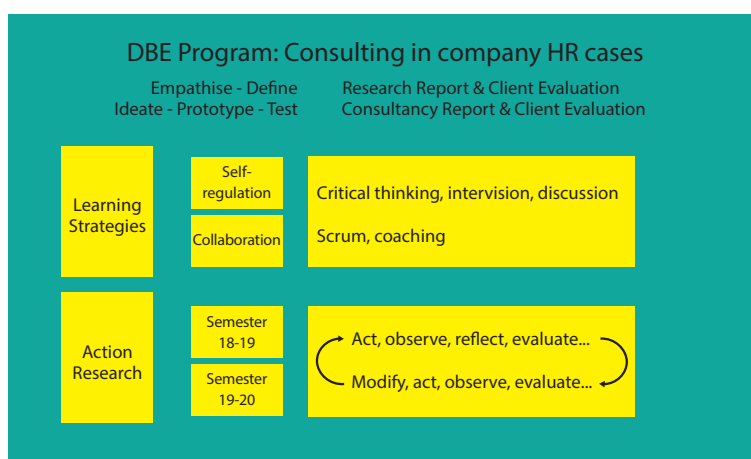 DBE Program: Consulting in company HR cases
Empathise - Define
Research Report & Client Evaluation
Ideate - Prototype - Test
Consultancy Report & Client Evaluation
Learning
Strategies
Self-
regulation
Collaboration
Critical thinking, intervision, discussion
Scrum, coaching
Action
Research
Semester
18-19
Semester
19-20
Act, observe, reflect, evaluate...
Modify, act, observe, evaluate...